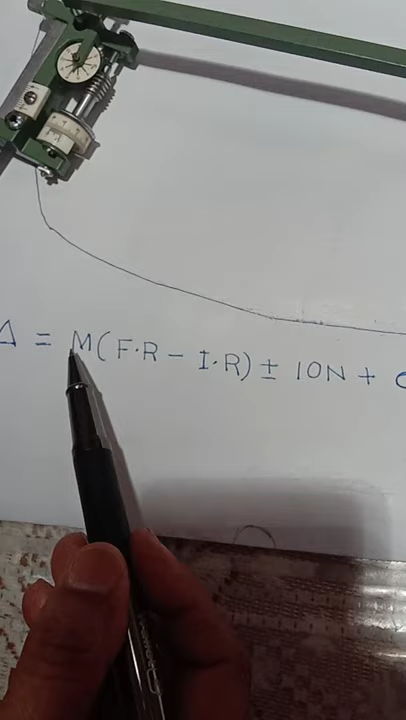 Δ = M(F·R − I·R) ± 10N + C